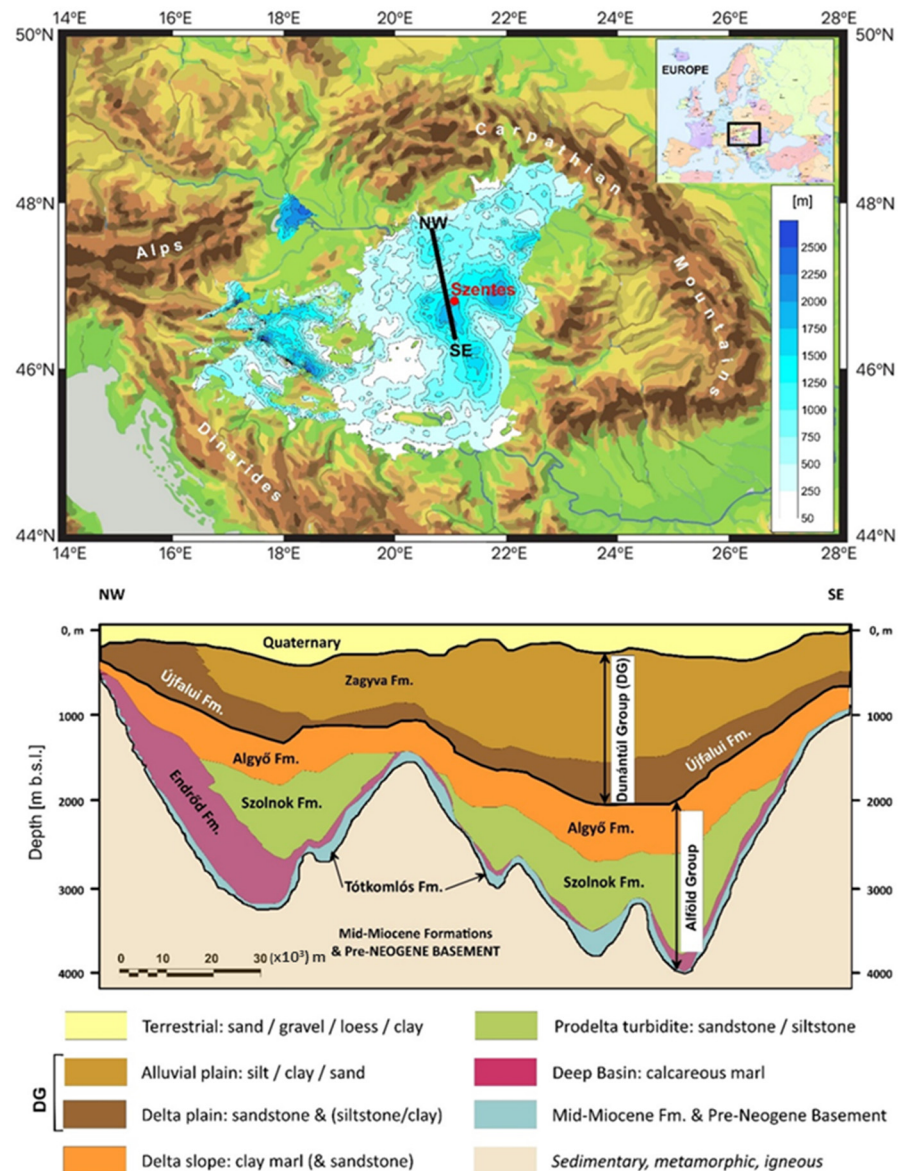 14°E 16°E 18°E 20°E 22°E 24°E 26°E 28°E
50°N 50°N
EUROPE
Carpathian
[m]
48°N 48°N
NW
2500
Alps
2250
Szentes
2000
Mountains
1750
1500
SE
46°N 46°N
1250
1000
750
Dinarides
500
250
50
44°N 44°N
14°E 16°E 18°E 20°E 22°E 24°E 26°E 28°E
NW SE
0, m 0, m
Quaternary
Dunántúl Group (DG)
Zagyva Fm.
Újfalui Fm.
1000 1000
Újfalui Fm.
Algyő Fm.
Endrőd Fm.
Szolnok Fm.
2000 2000
Algyő Fm.
Depth [m b.s.l.]
Alföld Group
Szolnok Fm.
Tótkomlós Fm.
3000 3000
Mid-Miocene Formations
& Pre-NEOGENE BASEMENT
0 10 20 30 (x10³) m
4000 4000
Terrestrial: sand / gravel / loess / clay
Prodelta turbidite: sandstone / siltstone
DG
Alluvial plain: silt / clay / sand
Deep Basin: calcareous marl
Delta plain: sandstone & (siltstone/clay)
Mid-Miocene Fm. & Pre-Neogene Basement
Delta slope: clay marl (& sandstone)
Sedimentary, metamorphic, igneous